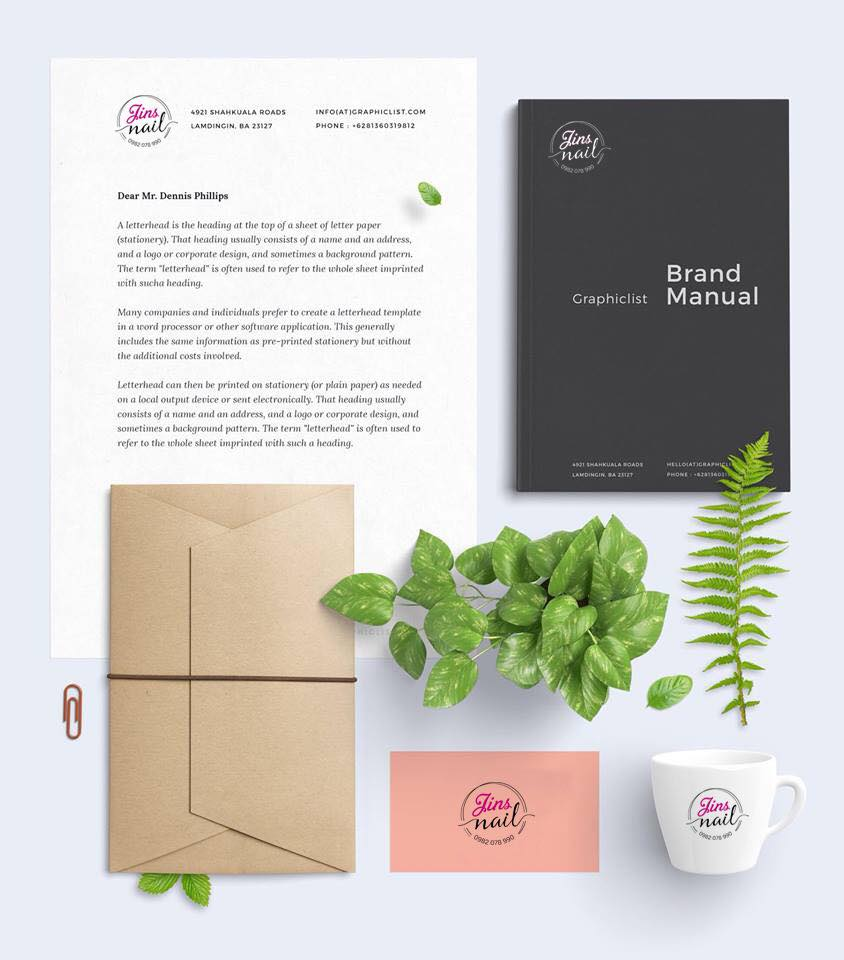 Jins
nail
0982 078 990
4921 SHAHKUALA ROADS
LAMDINGIN, BA 23127
INFO(AT)GRAPHICLIST.COM
PHONE : +6281360319812
Dear Mr. Dennis Phillips
A letterhead is the heading at the top of a sheet of letter paper
(stationery). That heading usually consists of a name and an address,
and a logo or corporate design, and sometimes a background pattern.
The term "letterhead" is often used to refer to the whole sheet imprinted
with sucha heading.
Many companies and individuals prefer to create a letterhead template
in a word processor or other software application. This generally
includes the same information as pre-printed stationery but without
the additional costs involved.
Letterhead can then be printed on stationery (or plain paper) as needed
on a local output device or sent electronically. That heading usually
consists of a name and an address, and a logo or corporate design, and
sometimes a background pattern. The term "letterhead" is often used to
refer to the whole sheet imprinted with such a heading.
Jins
nail
0982 078 990
Graphiclist
Brand
Manual
4921 SHAHKUALA ROADS
LAMDINGIN, BA 23127
HELLO(AT)GRAPHICLI
PHONE : +62813603
Jins
nail
0982 078 990
Jins
nail
0982 078 990